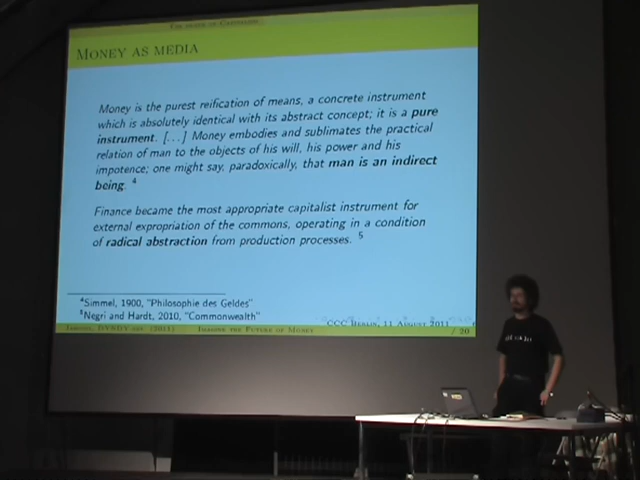 MONEY AS MEDIA
Money is the purest reification of means, a concrete instrument
which is absolutely identical with its abstract concept; it is a pure
instrument. [...] Money embodies and sublimates the practical
relation of man to the objects of his will, his power and his
impotence; one might say, paradoxically, that man is an indirect
being. 4
Finance became the most appropriate capitalist instrument for
external expropriation of the commons, operating in a condition
of radical abstraction from production processes. 5
4Simmel, 1900, "Philosophie des Geldes"
5Negri and Hardt, 2010, "Commonwealth"
CCC Berlin, 11 August 2011
(2011) Imagine the Future of Money / 20